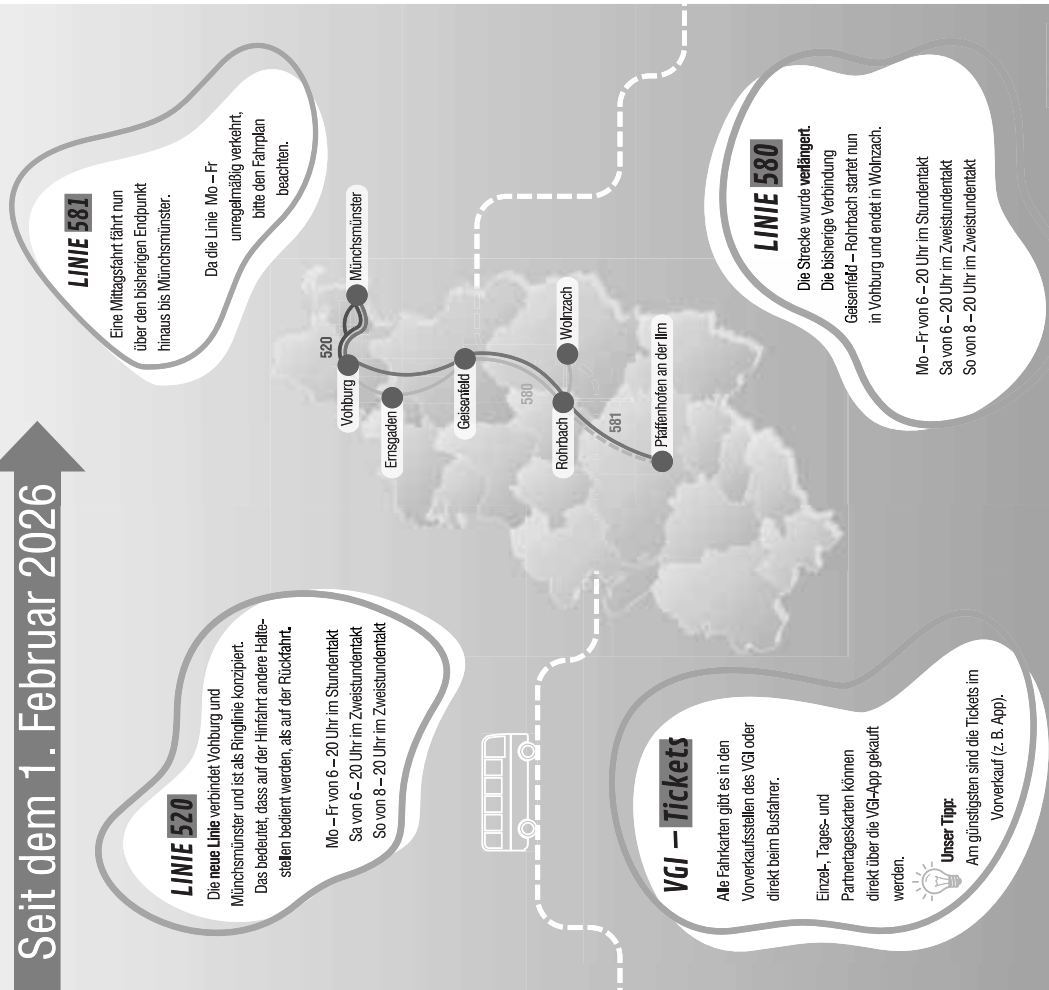 Seit dem 1. Februar 2026
LINIE 520
Die neue Linie verbindet Vohburg und
Münchsmünster und ist als Ringlinie konzipiert.
Das bedeutet, dass auf der Hinfahrt andere Halte-
stellen bedient werden, als auf der Rückfahrt.
Mo – Fr von 6 – 20 Uhr im Stundentakt
Sa von 6 – 20 Uhr im Zweistundentakt
So von 8 – 20 Uhr im Zweistundentakt
LINIE 581
Eine Mittagsfahrt fährt nun
über den bisherigen Endpunkt
hinaus bis Münchsmünster.
Da die Linie Mo – Fr
unregelmäßig verkehrt,
bitte den Fahrplan
beachten.
520
Vohburg
Münchsmünster
Ernsgaden
Geisenfeld
580
Rohrbach
Wolnzach
581
Pfaffenhofen an der Ilm
VGI – Tickets
Alle Fahrkarten gibt es in den
Vorverkaufsstellen des VGI oder
direkt beim Busfahrer.
Einzel-, Tages- und
Partnertageskarten können
direkt über die VGI-App gekauft
werden.
Unser Tipp:
Am günstigsten sind die Tickets im
Vorverkauf (z. B. App).
LINIE 580
Die Strecke wurde verlängert.
Die bisherige Verbindung
Geisenfeld – Rohrbach startet nun
in Vohburg und endet in Wolnzach.
Mo – Fr von 6 – 20 Uhr im Stundentakt
Sa von 6 – 20 Uhr im Zweistundentakt
So von 8 – 20 Uhr im Zweistundentakt